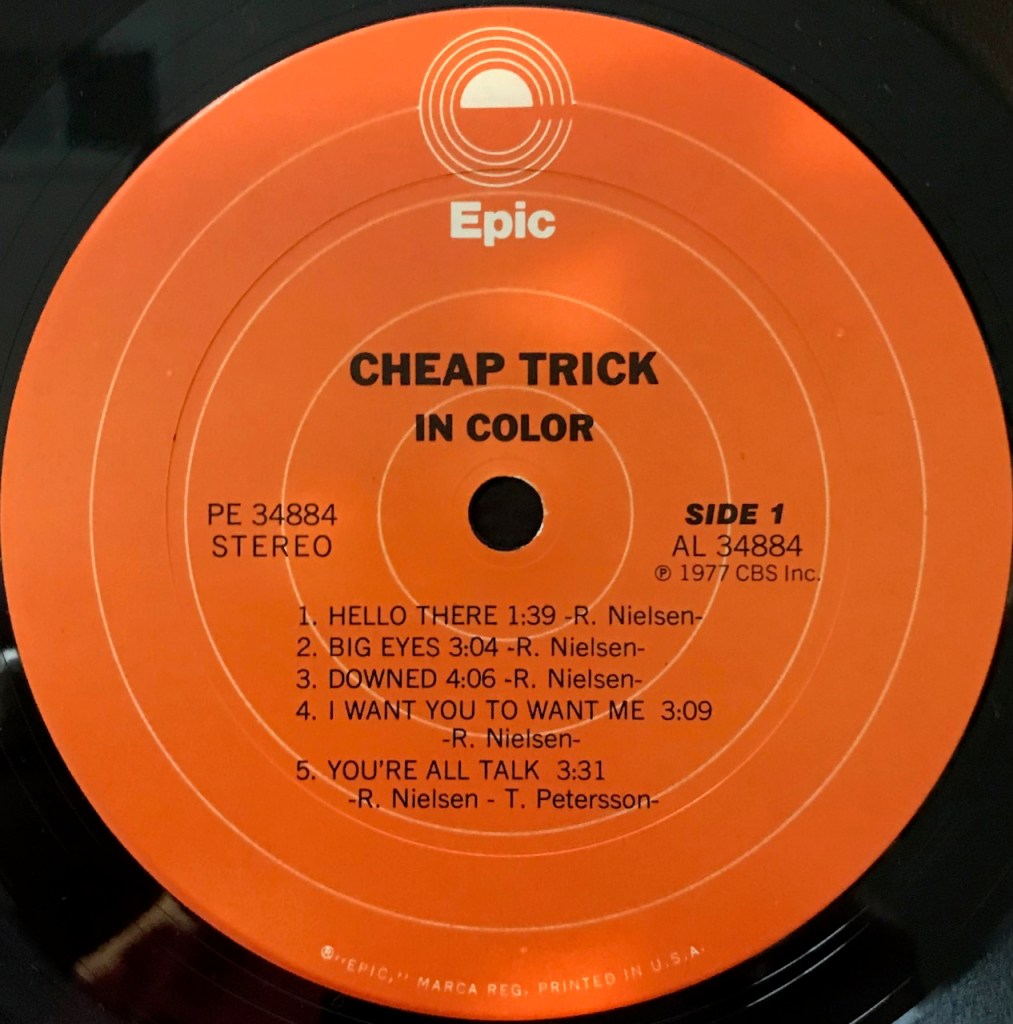 Epic
CHEAP TRICK
IN COLOR
PE 34884
STEREO
SIDE 1
AL 34884
℗ 1977 CBS Inc.
1. HELLO THERE 1:39 -R. Nielsen-
2. BIG EYES 3:04 -R. Nielsen-
3. DOWNED 4:06 -R. Nielsen-
4. I WANT YOU TO WANT ME 3:09
-R. Nielsen-
5. YOU'RE ALL TALK 3:31
-R. Nielsen - T. Petersson-
®"EPIC," MARCA REG. PRINTED IN U.S.A.